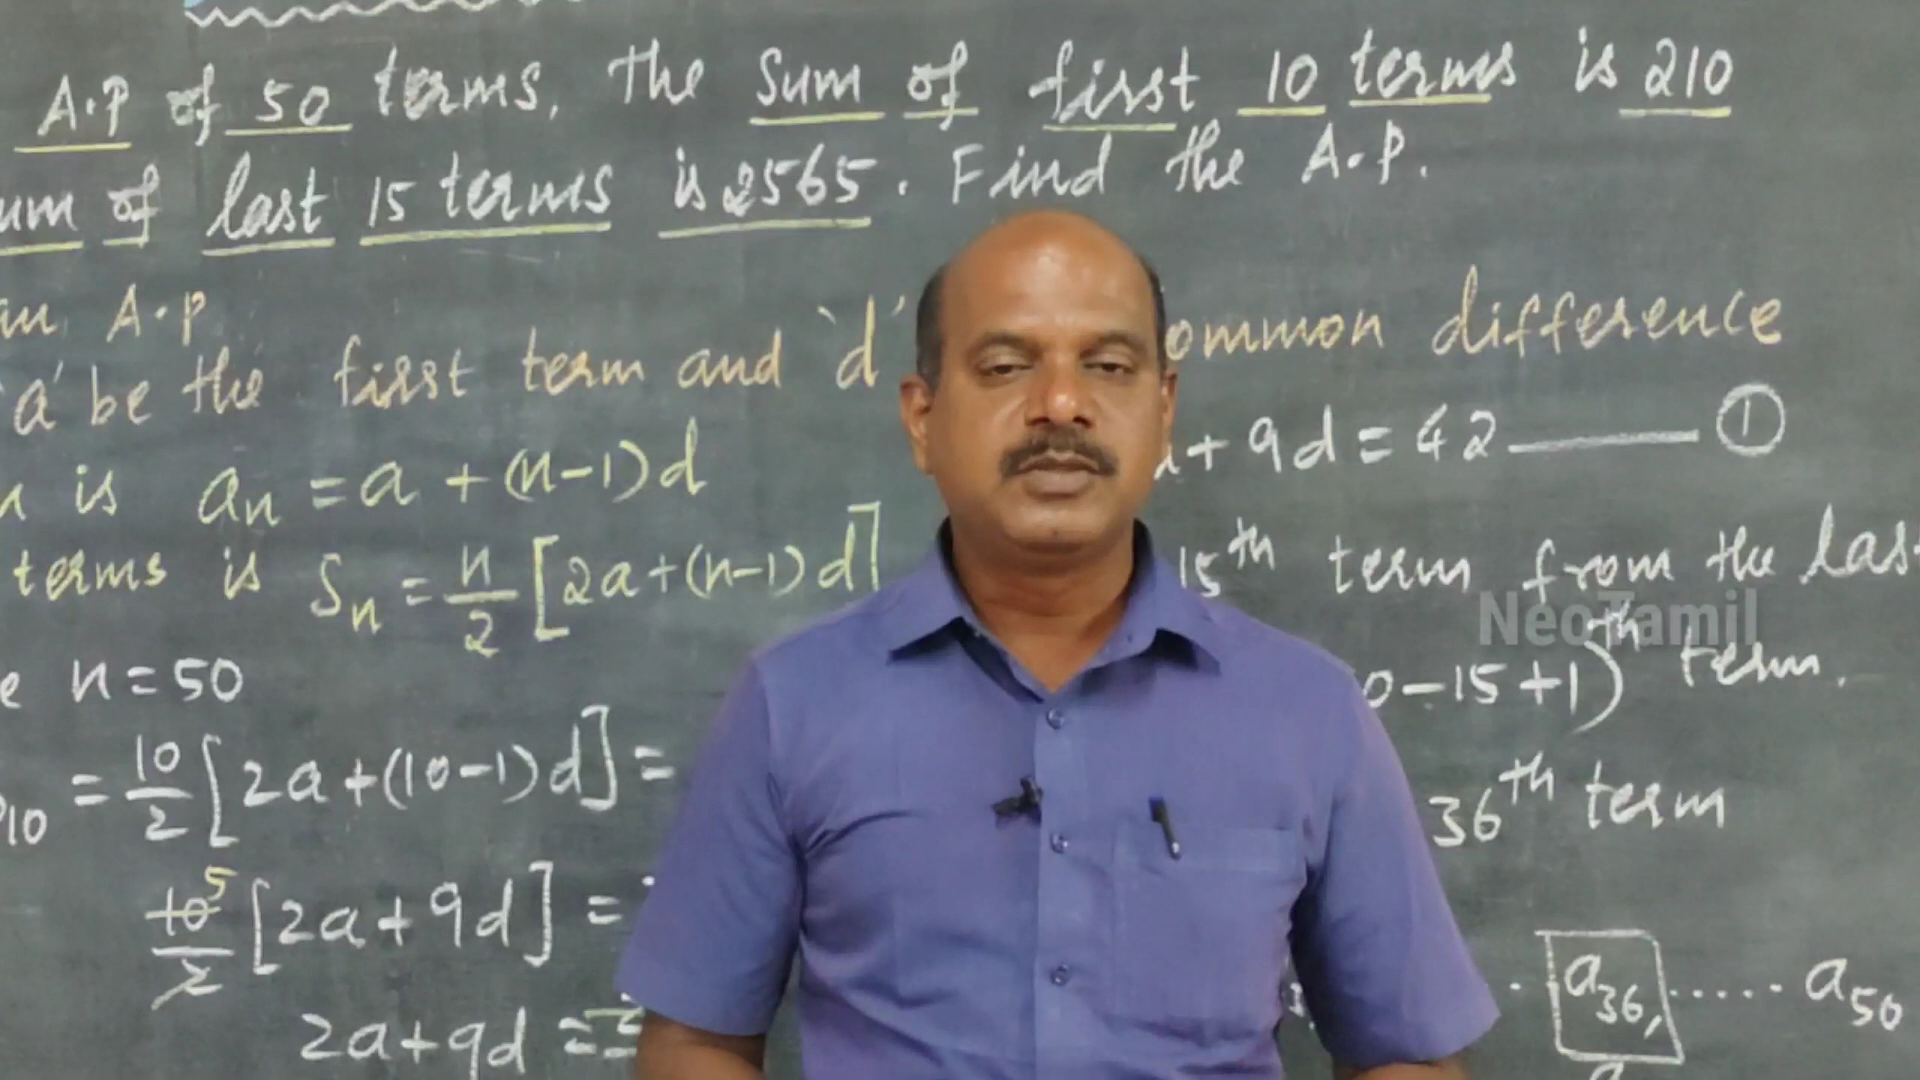 A.P of 50 terms, The Sum of first 10 terms is 210
um of last 15 terms is 2565. Find the A.P.
an A.P
'a' be the first term and 'd' ommon difference
is an = a + (n-1)d
+ 9d = 42 ——— ①
terms is Sn = n/2 [2a+(n-1)d]
15th term from the las
NeoTamil
n = 50
0-15+1)th term.
10 = 10/2 [2a+(10-1)d] =
36th term
10/2 5 [2a+9d] =
2a+9d =
. a36, ..... a50